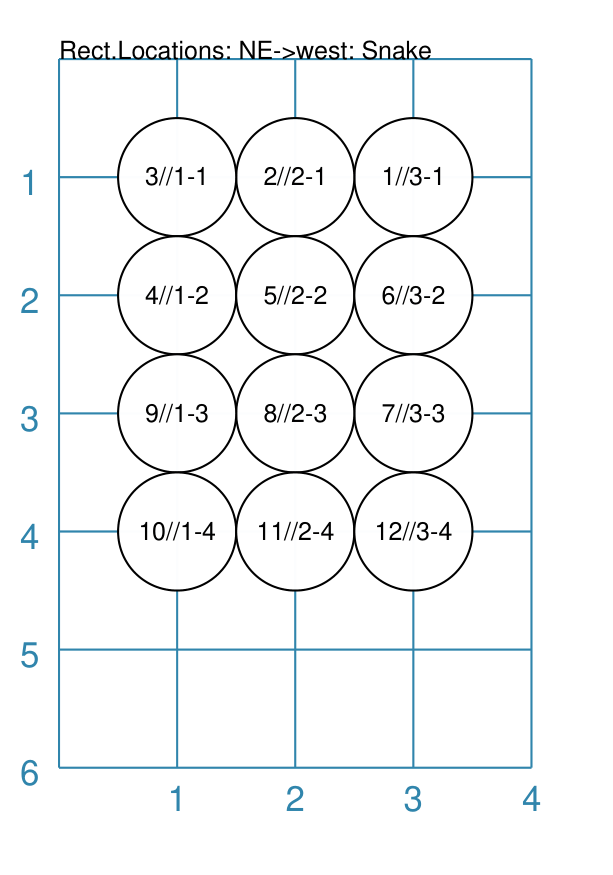 Rect.Locations: NE->west: Snake
1 3//1-1 2//2-1 1//3-1
2 4//1-2 5//2-2 6//3-2
3 9//1-3 8//2-3 7//3-3
4 10//1-4 11//2-4 12//3-4
5
6
1 2 3 4